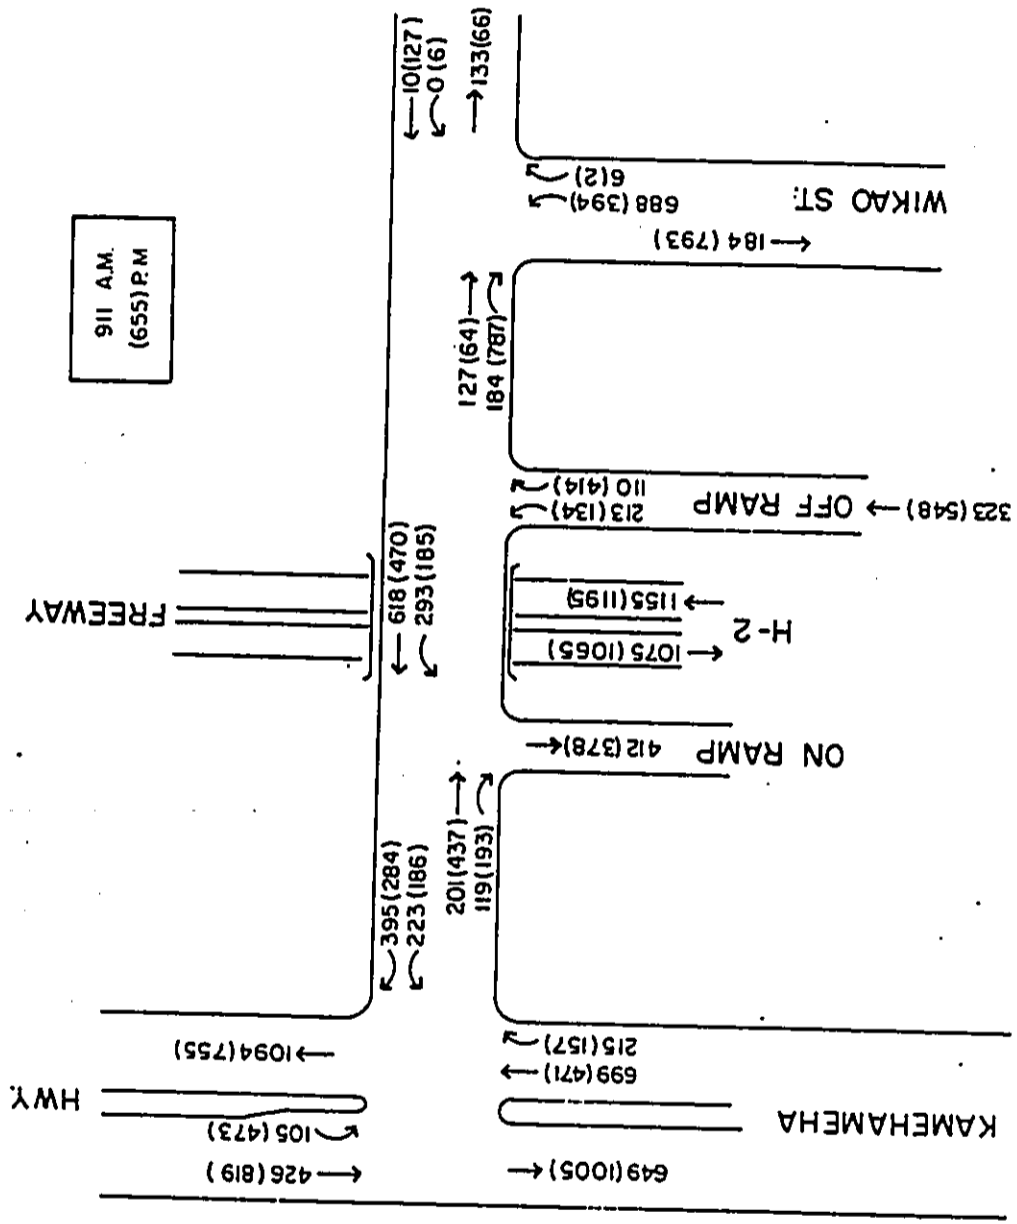 10(127)
0(6)
133(66)
6(2)
688(394)
WIKAO ST.
184(793)
911 A.M.
(655)P.M
127(64)
184(787)
110(414)
213(134)
OFF RAMP
323(548)
FREEWAY
618(470)
293(185)
1155(1195)
1075(1065)
H-2
412(378)
ON RAMP
201(437)
119(193)
395(284)
223(186)
1094(755)
215(157)
699(471)
HWY.
105(473)
KAMEHAMEHA
426(819)
649(1005)